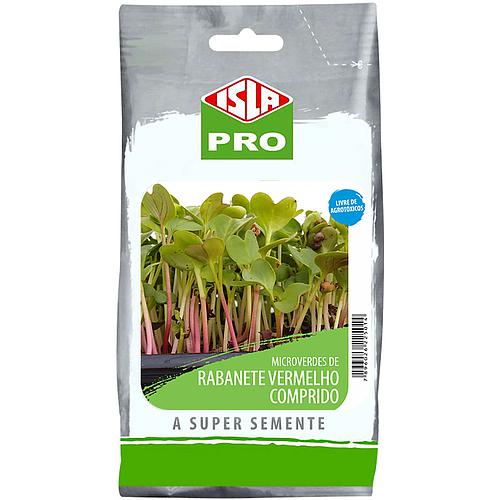 ISLA
PRO
LIVRE DE
AGROTÓXICOS
MICROVERDES DE
RABANETE VERMELHO
COMPRIDO
A SUPER SEMENTE